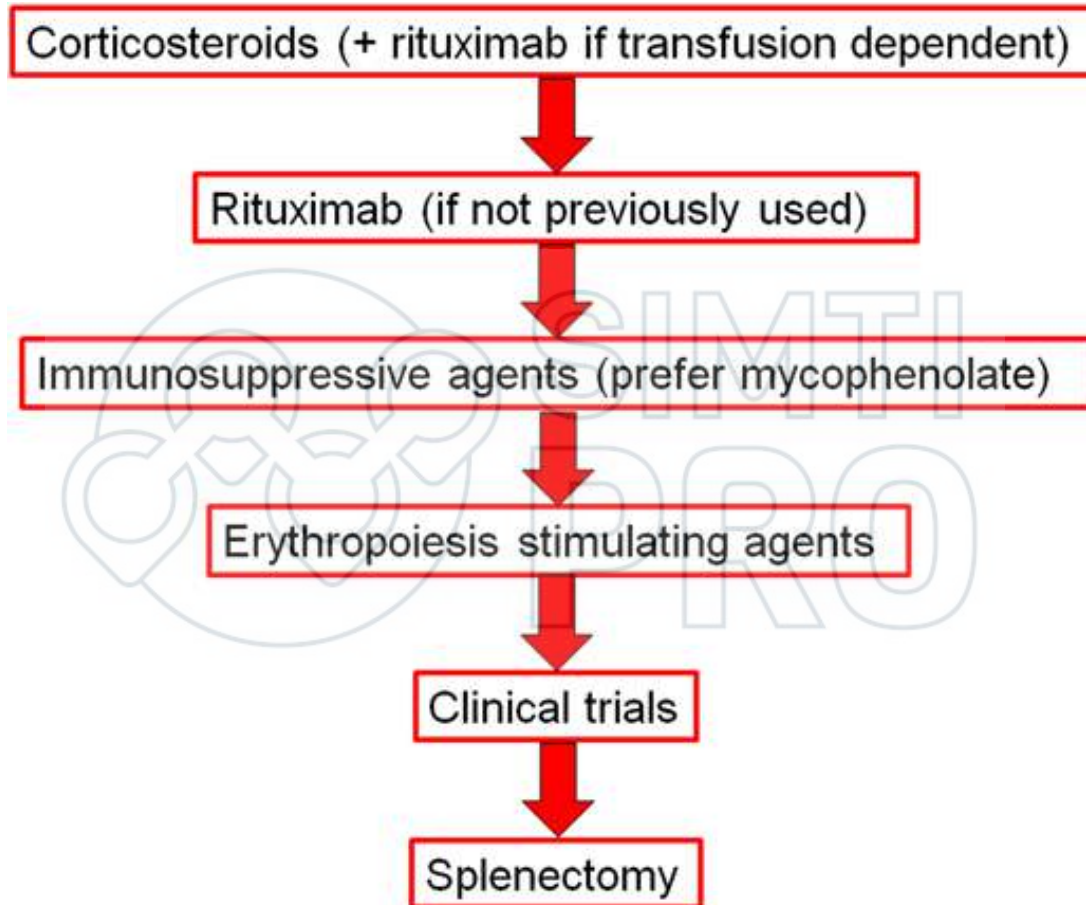 Corticosteroids (+ rituximab if transfusion dependent)
Rituximab (if not previously used)
SIMTI
Immunosuppressive agents (prefer mycophenolate)
PRO
Erythropoiesis stimulating agents
Clinical trials
Splenectomy